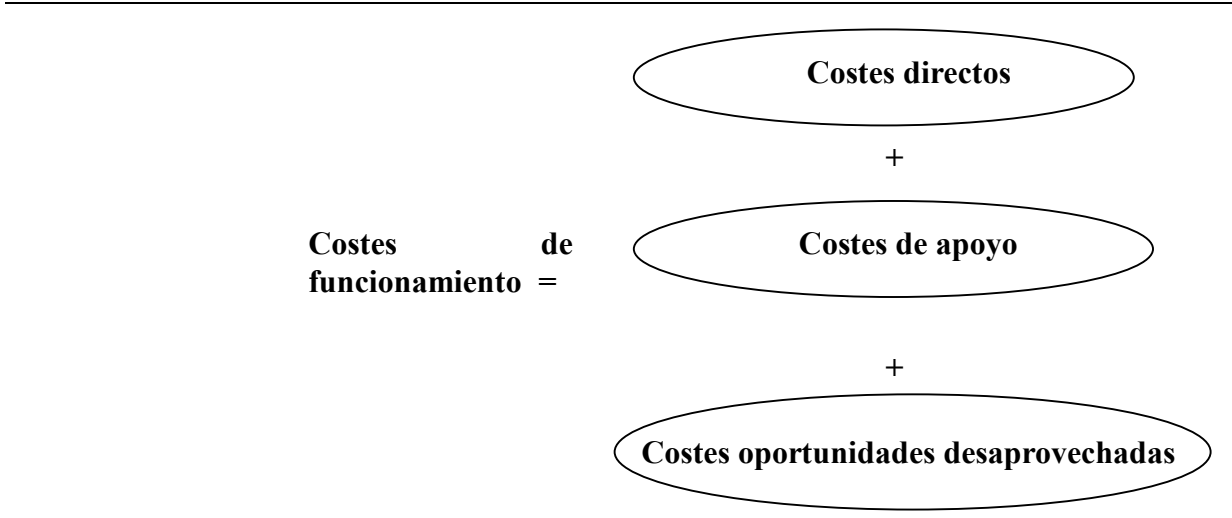 Costes directos
+
Costes de
funcionamiento =
Costes de apoyo
+
Costes oportunidades desaprovechadas